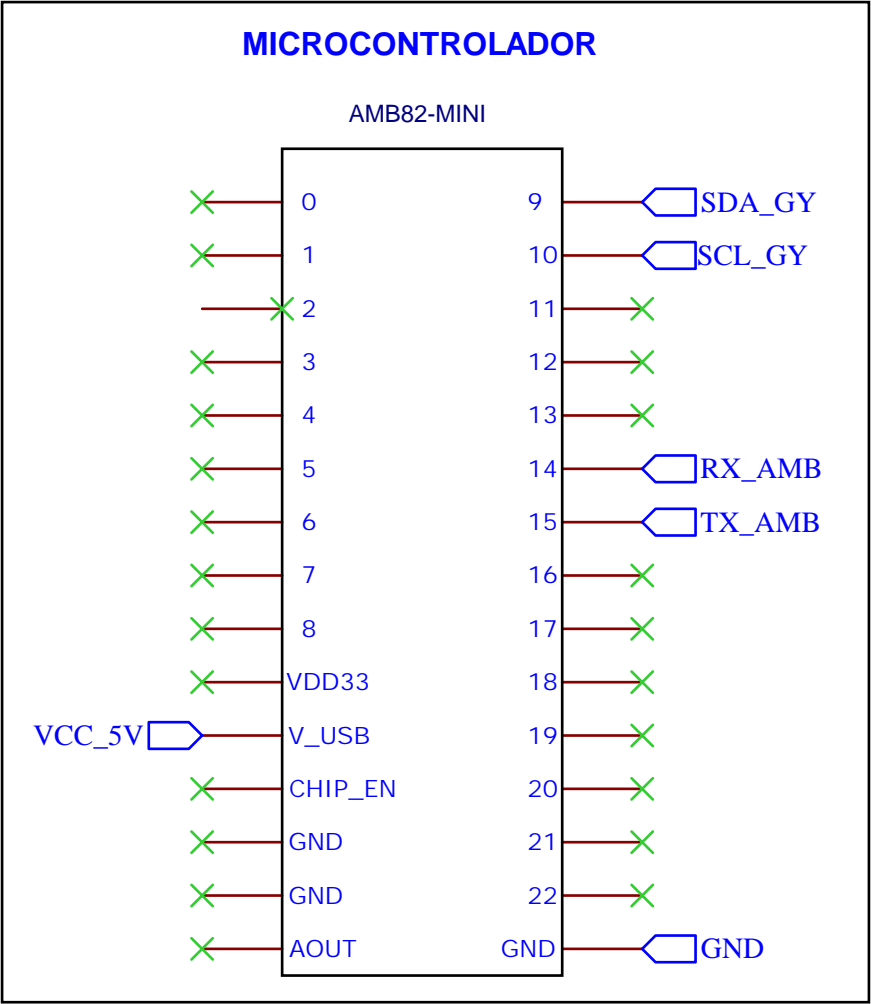 MICROCONTROLADOR
AMB82-MINI
0 9 SDA_GY
1 10 SCL_GY
2 11
3 12
4 13
5 14 RX_AMB
6 15 TX_AMB
7 16
8 17
VDD33 18
VCC_5V V_USB 19
CHIP_EN 20
GND 21
GND 22
AOUT GND GND